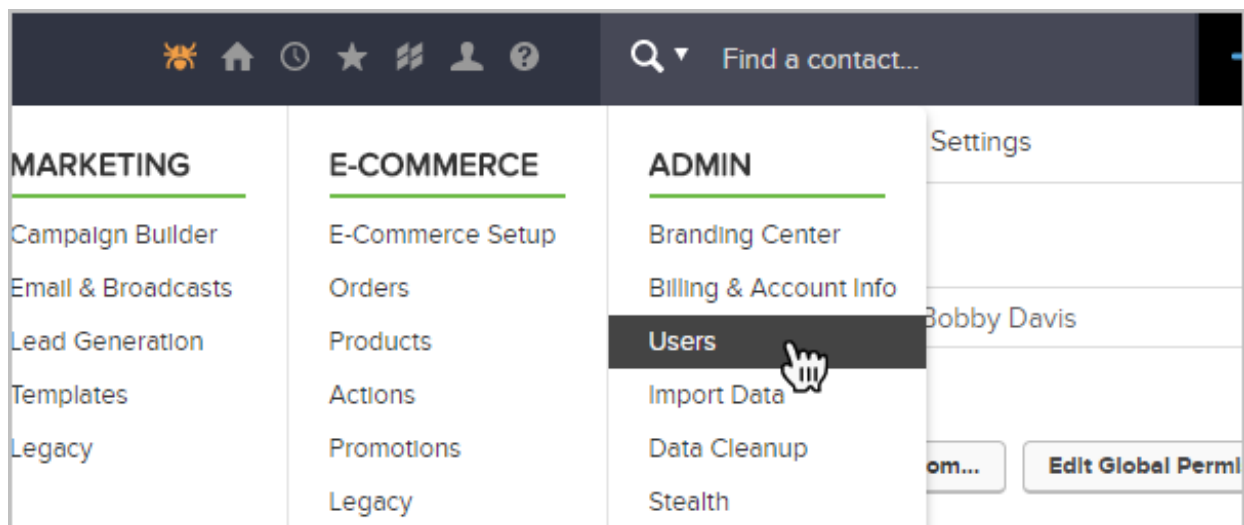 Find a contact...
MARKETING
Campaign Builder
Email & Broadcasts
Lead Generation
Templates
Legacy
E-COMMERCE
E-Commerce Setup
Orders
Products
Actions
Promotions
Legacy
ADMIN
Branding Center
Billing & Account Info
Users
Import Data
Data Cleanup
Stealth
Settings
Bobby Davis
om...
Edit Global Permi